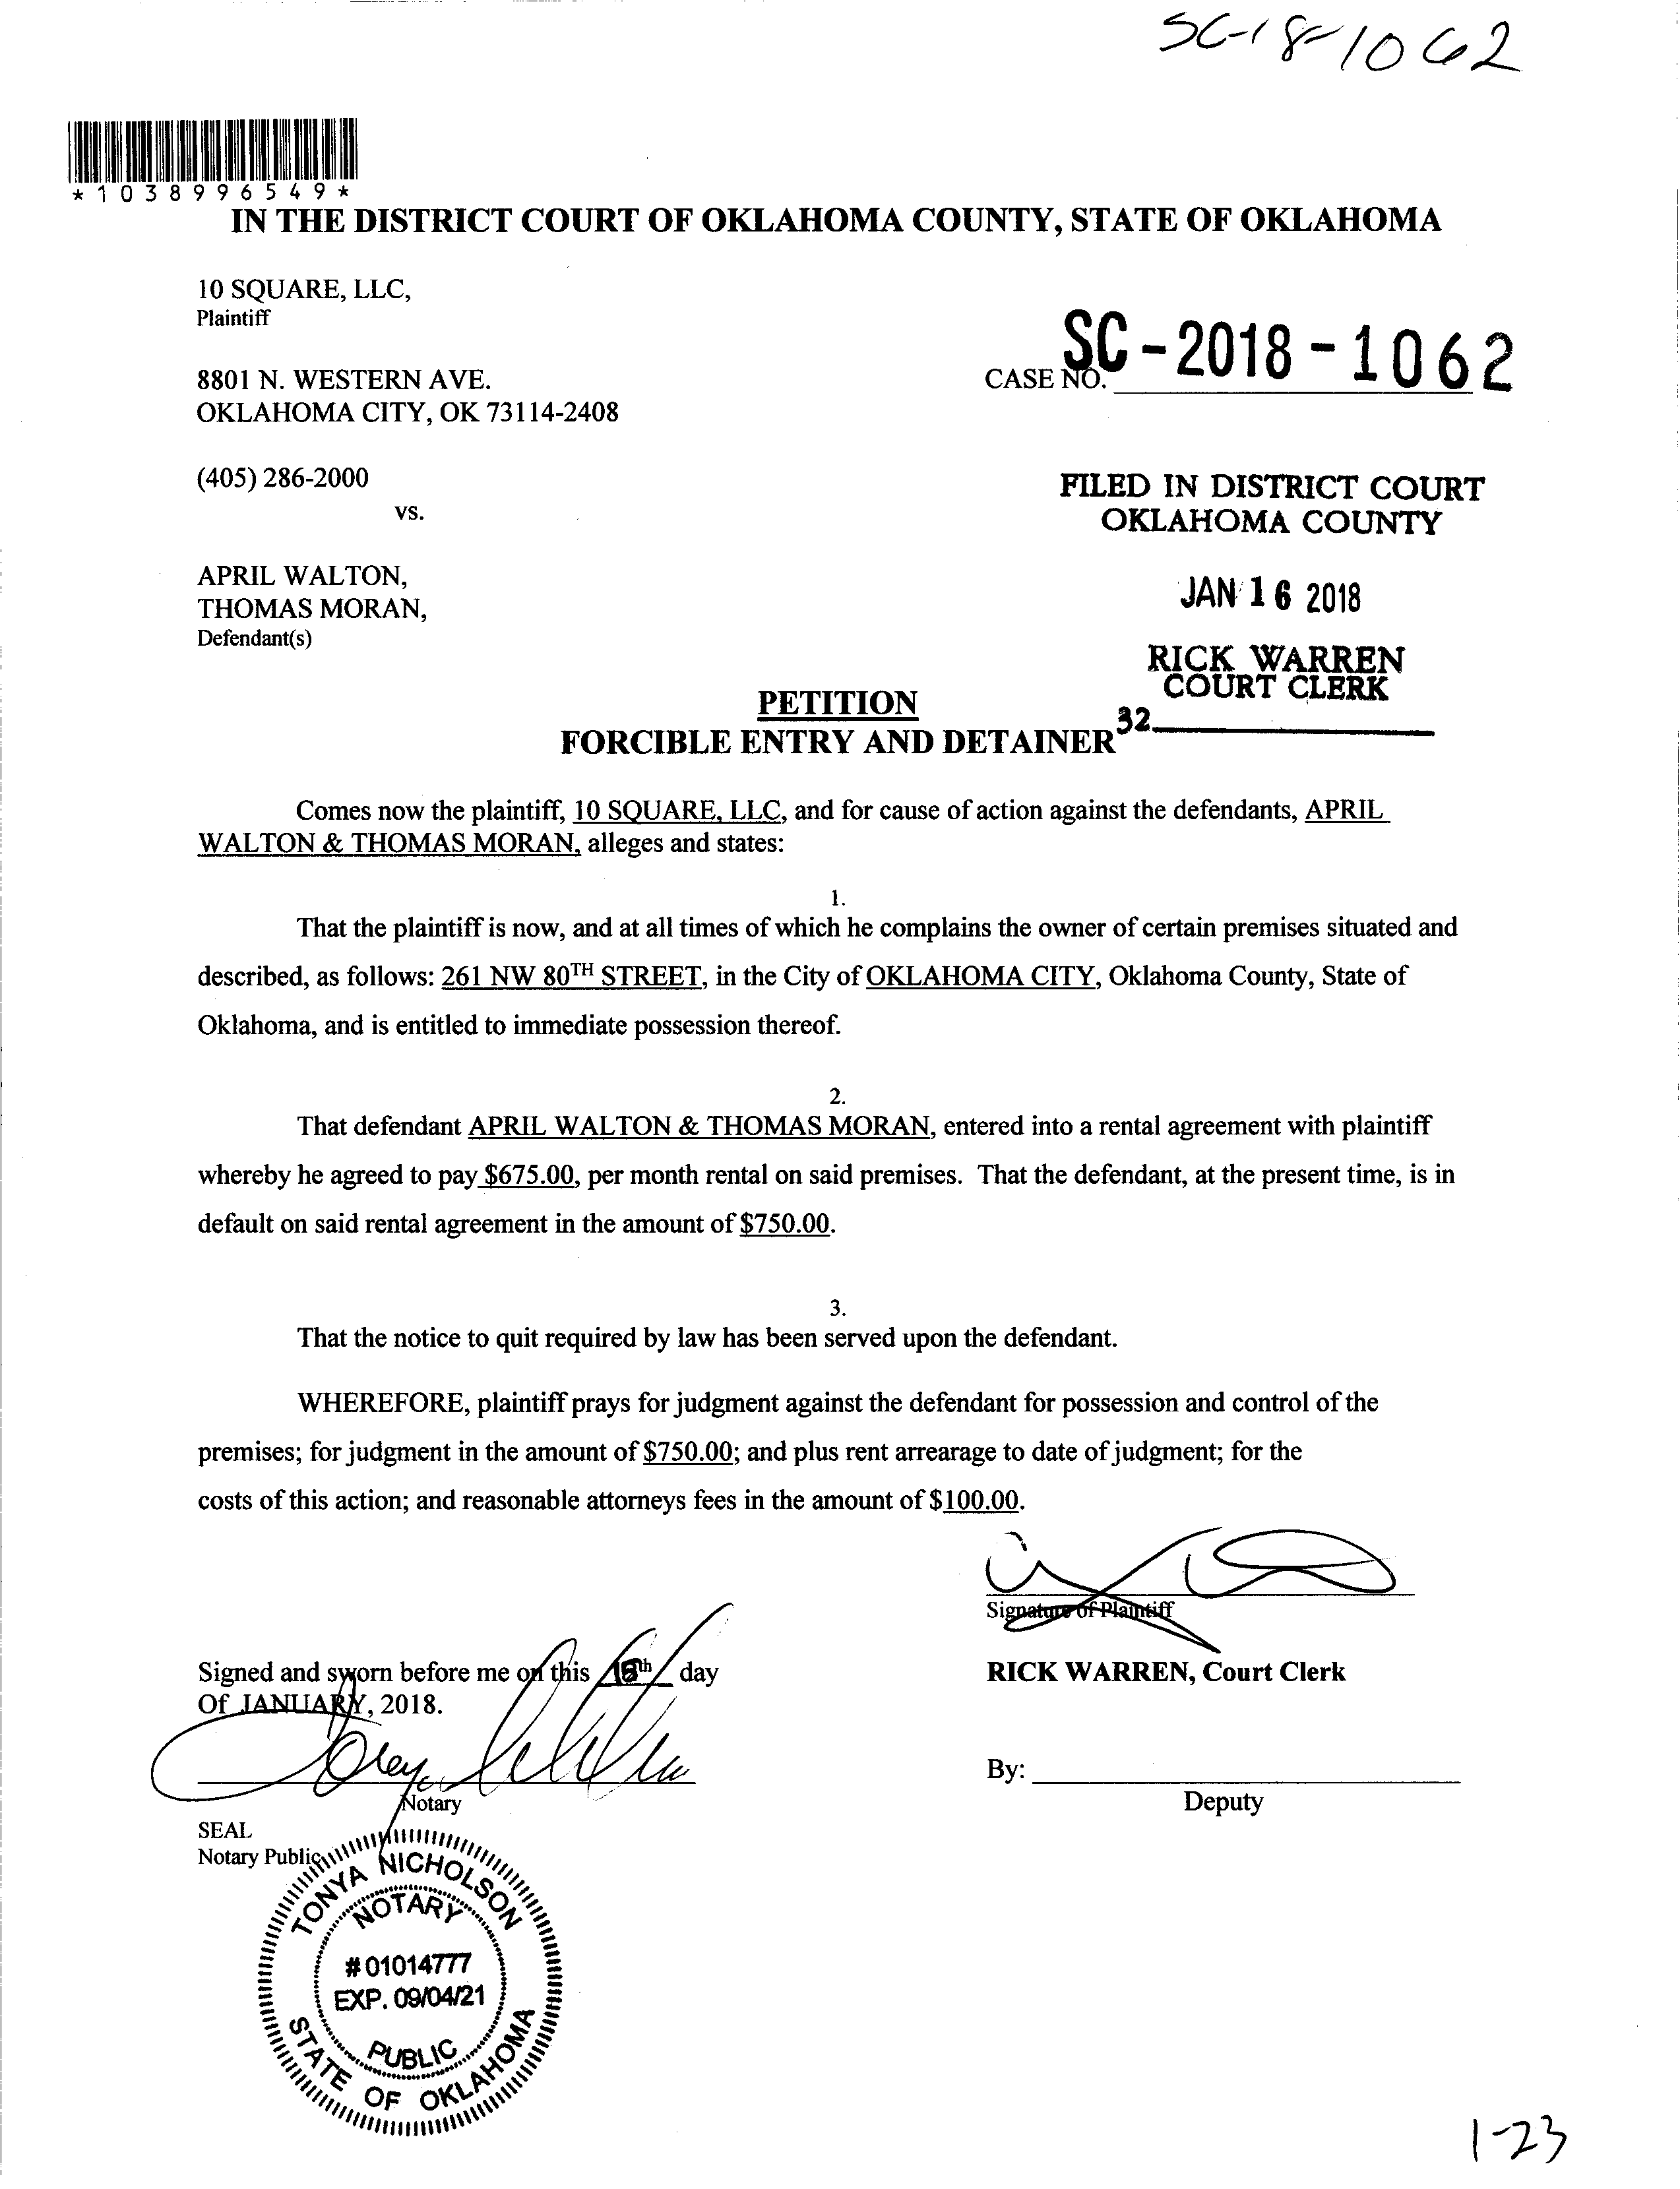 SC-18-1062
*1038996549*
IN THE DISTRICT COURT OF OKLAHOMA COUNTY, STATE OF OKLAHOMA
10 SQUARE, LLC,
Plaintiff
8801 N. WESTERN AVE.
OKLAHOMA CITY, OK 73114-2408
CASE NO. SC-2018-1062
(405) 286-2000
vs.
FILED IN DISTRICT COURT
OKLAHOMA COUNTY
JAN 16 2018
RICK WARREN
COURT CLERK
32
APRIL WALTON,
THOMAS MORAN,
Defendant(s)
PETITION
FORCIBLE ENTRY AND DETAINER
Comes now the plaintiff, 10 SQUARE, LLC, and for cause of action against the defendants, APRIL
WALTON & THOMAS MORAN, alleges and states:
1.
That the plaintiff is now, and at all times of which he complains the owner of certain premises situated and
described, as follows: 261 NW 80TH STREET, in the City of OKLAHOMA CITY, Oklahoma County, State of
Oklahoma, and is entitled to immediate possession thereof.
2.
That defendant APRIL WALTON & THOMAS MORAN, entered into a rental agreement with plaintiff
whereby he agreed to pay $675.00, per month rental on said premises. That the defendant, at the present time, is in
default on said rental agreement in the amount of $750.00.
3.
That the notice to quit required by law has been served upon the defendant.
WHEREFORE, plaintiff prays for judgment against the defendant for possession and control of the
premises; for judgment in the amount of $750.00; and plus rent arrearage to date of judgment; for the
costs of this action; and reasonable attorneys fees in the amount of $100.00.
Signature of Plaintiff
Signed and sworn before me on this 16th day
Of JANUARY, 2018.
RICK WARREN, Court Clerk
By:
Deputy
Notary
SEAL
Notary Public
TONYA NICHOLSON
NOTARY
#01014777
EXP. 09/04/21
PUBLIC
STATE OF OKLAHOMA
1-23